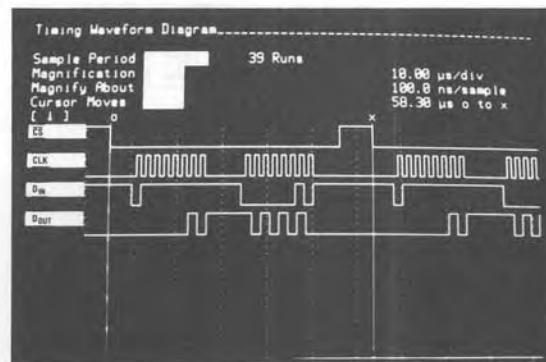 Timing Waveform Diagram
Sample Period 39 Runs
Magnification 10.00 µs/div
Magnify About 100.0 ns/sample
Cursor Moves 58.30 µs o to x
[ ↓ ] o x
CS
CLK
DIN
DOUT